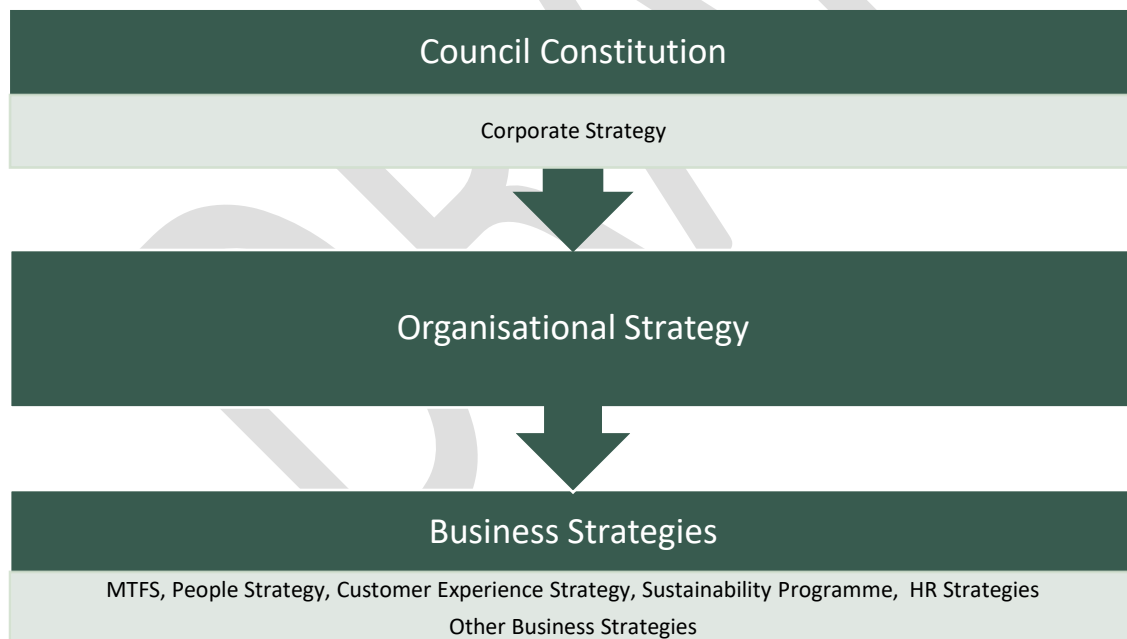 Council Constitution
Corporate Strategy
Organisational Strategy
Business Strategies
MTFS, People Strategy, Customer Experience Strategy, Sustainability Programme,  HR Strategies
Other Business Strategies